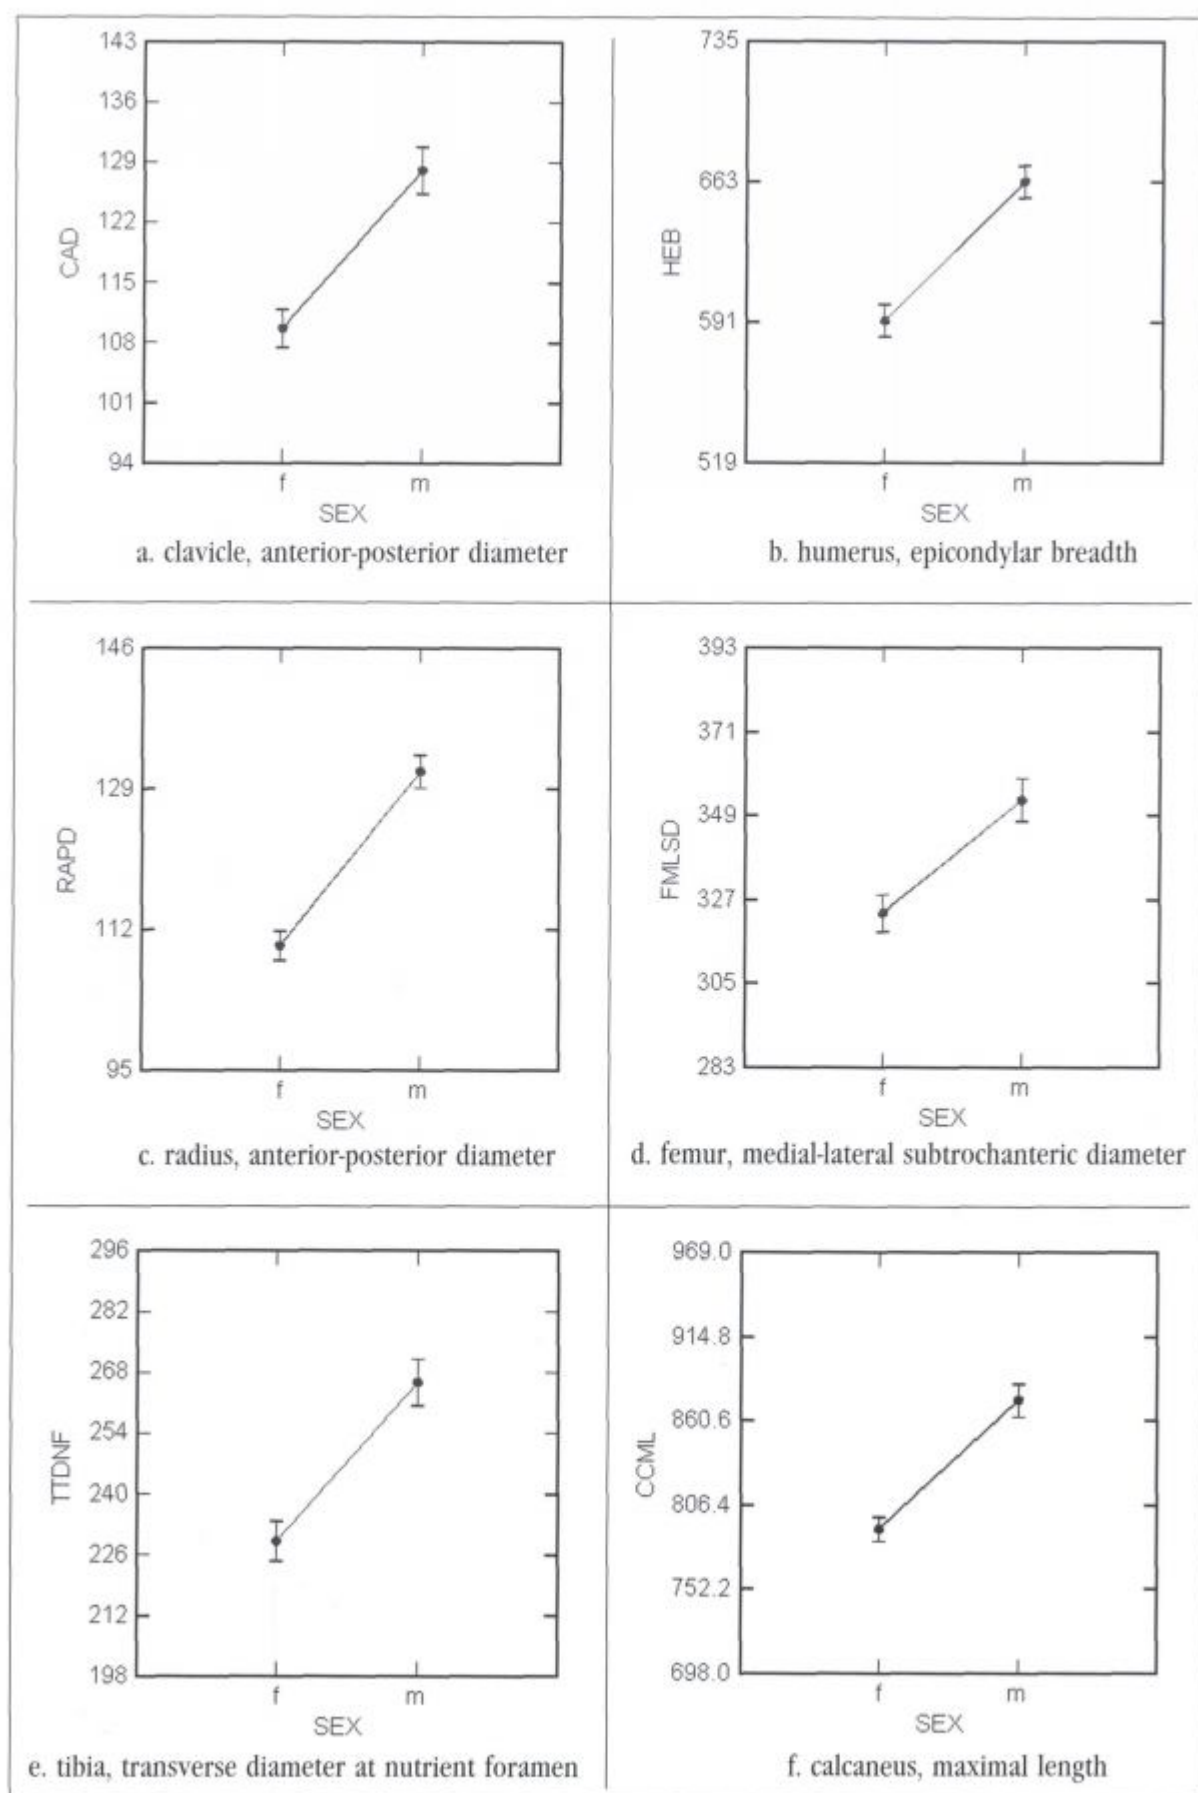 143
136
129
122
115
108
101
94
CAD
f m
SEX
a. clavicle, anterior-posterior diameter
735
663
591
519
HEB
f m
SEX
b. humerus, epicondylar breadth
146
129
112
95
RAPD
f m
SEX
c. radius, anterior-posterior diameter
393
371
349
327
305
283
FMLSD
f m
SEX
d. femur, medial-lateral subtrochanteric diameter
296
282
268
254
240
226
212
198
TTDNF
f m
SEX
e. tibia, transverse diameter at nutrient foramen
969.0
914.8
860.6
806.4
752.2
698.0
CCML
f m
SEX
f. calcaneus, maximal length